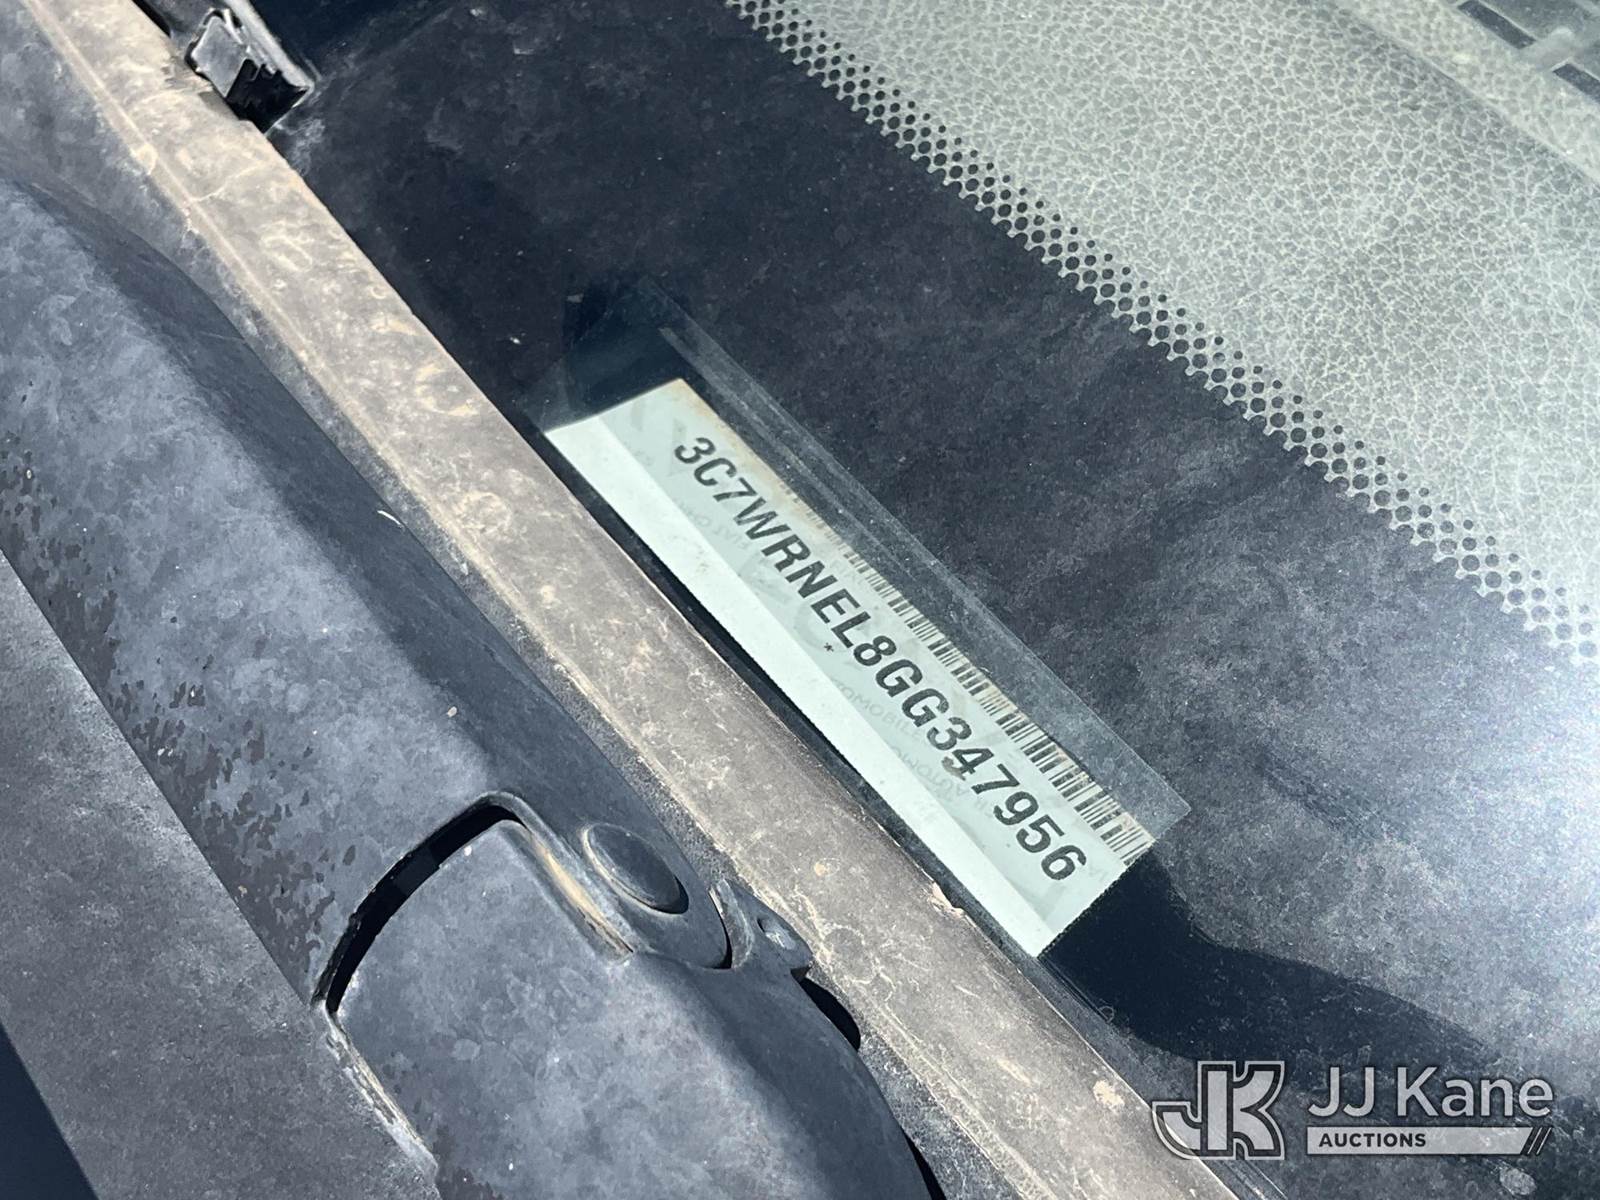 3C7WRNEL8GG347956
*
JJ Kane
AUCTIONS